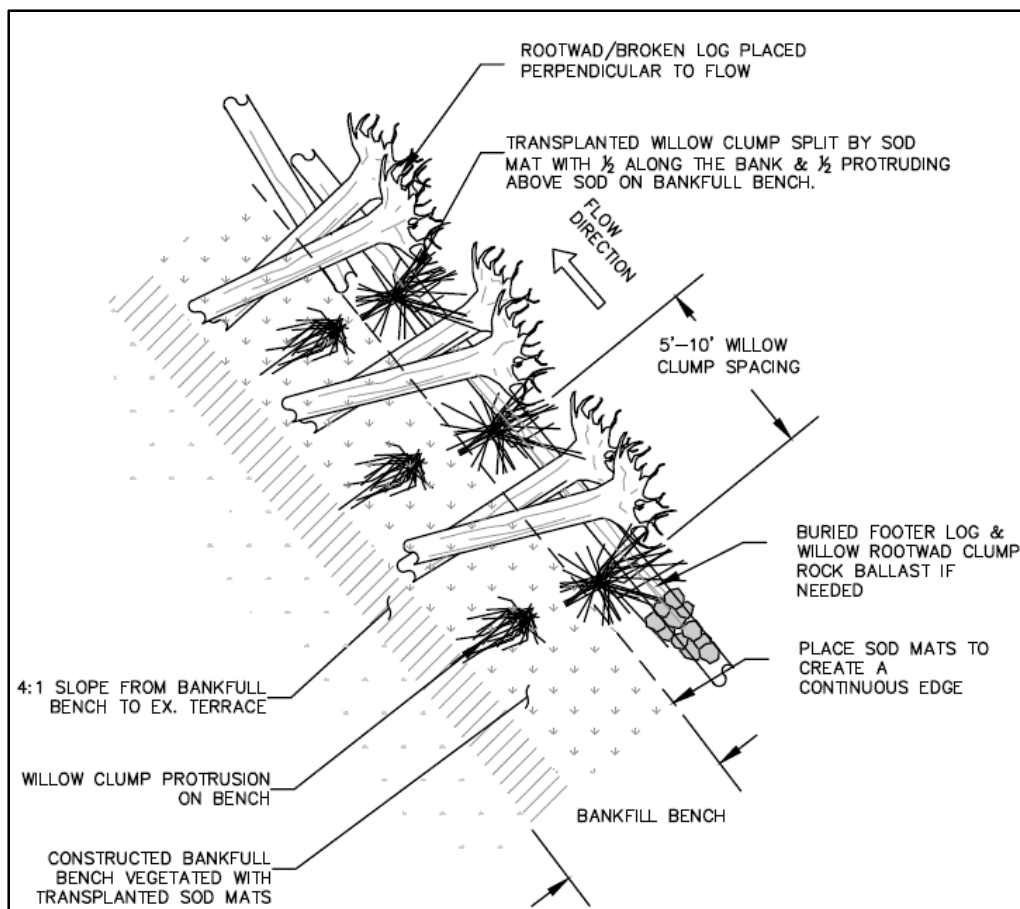 ROOTWAD/BROKEN LOG PLACED
PERPENDICULAR TO FLOW
TRANSPLANTED WILLOW CLUMP SPLIT BY SOD
MAT WITH ½ ALONG THE BANK & ½ PROTRUDING
ABOVE SOD ON BANKFULL BENCH.
FLOW
DIRECTION
5'-10' WILLOW
CLUMP SPACING
BURIED FOOTER LOG &
WILLOW ROOTWAD CLUMP
ROCK BALLAST IF
NEEDED
PLACE SOD MATS TO
CREATE A
CONTINUOUS EDGE
4:1 SLOPE FROM BANKFULL
BENCH TO EX. TERRACE
WILLOW CLUMP PROTRUSION
ON BENCH
BANKFILL BENCH
CONSTRUCTED BANKFULL
BENCH VEGETATED WITH
TRANSPLANTED SOD MATS